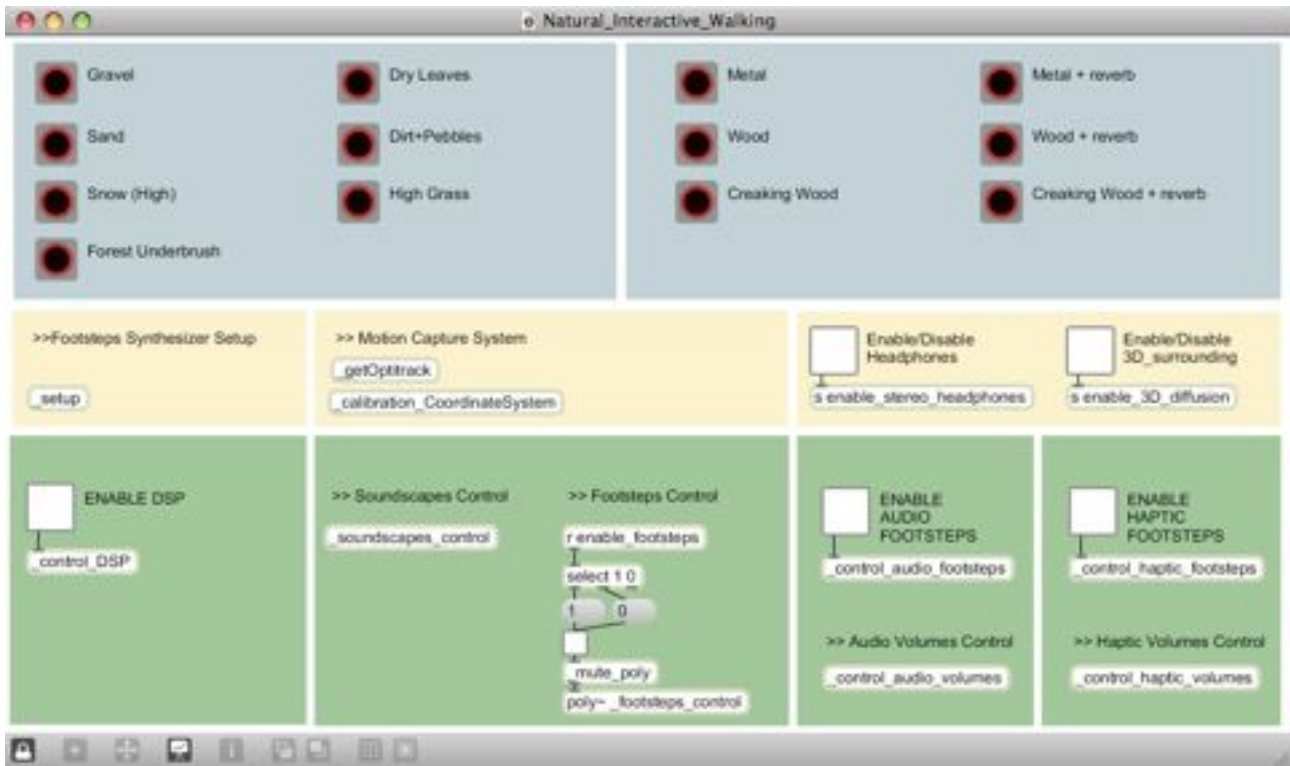 Natural_Interactive_Walking
Gravel
Dry Leaves
Metal
Metal + reverb
Sand
Dirt+Pebbles
Wood
Wood + reverb
Snow (High)
High Grass
Creaking Wood
Creaking Wood + reverb
Forest Underbrush
>>Footsteps Synthesizer Setup
_setup
>> Motion Capture System
_getOptitrack
_calibration_CoordinateSystem
Enable/Disable
Headphones
s enable_stereo_headphones
Enable/Disable
3D_surrounding
s enable_3D_diffusion
ENABLE DSP
_control_DSP
>> Soundscapes Control
_soundscapes_control
>> Footsteps Control
r enable_footsteps
select 1 0
1
0
_mute_poly
poly~ _footsteps_control
ENABLE
AUDIO
FOOTSTEPS
_control_audio_footsteps
>> Audio Volumes Control
_control_audio_volumes
ENABLE
HAPTIC
FOOTSTEPS
_control_haptic_footsteps
>> Haptic Volumes Control
_control_haptic_volumes